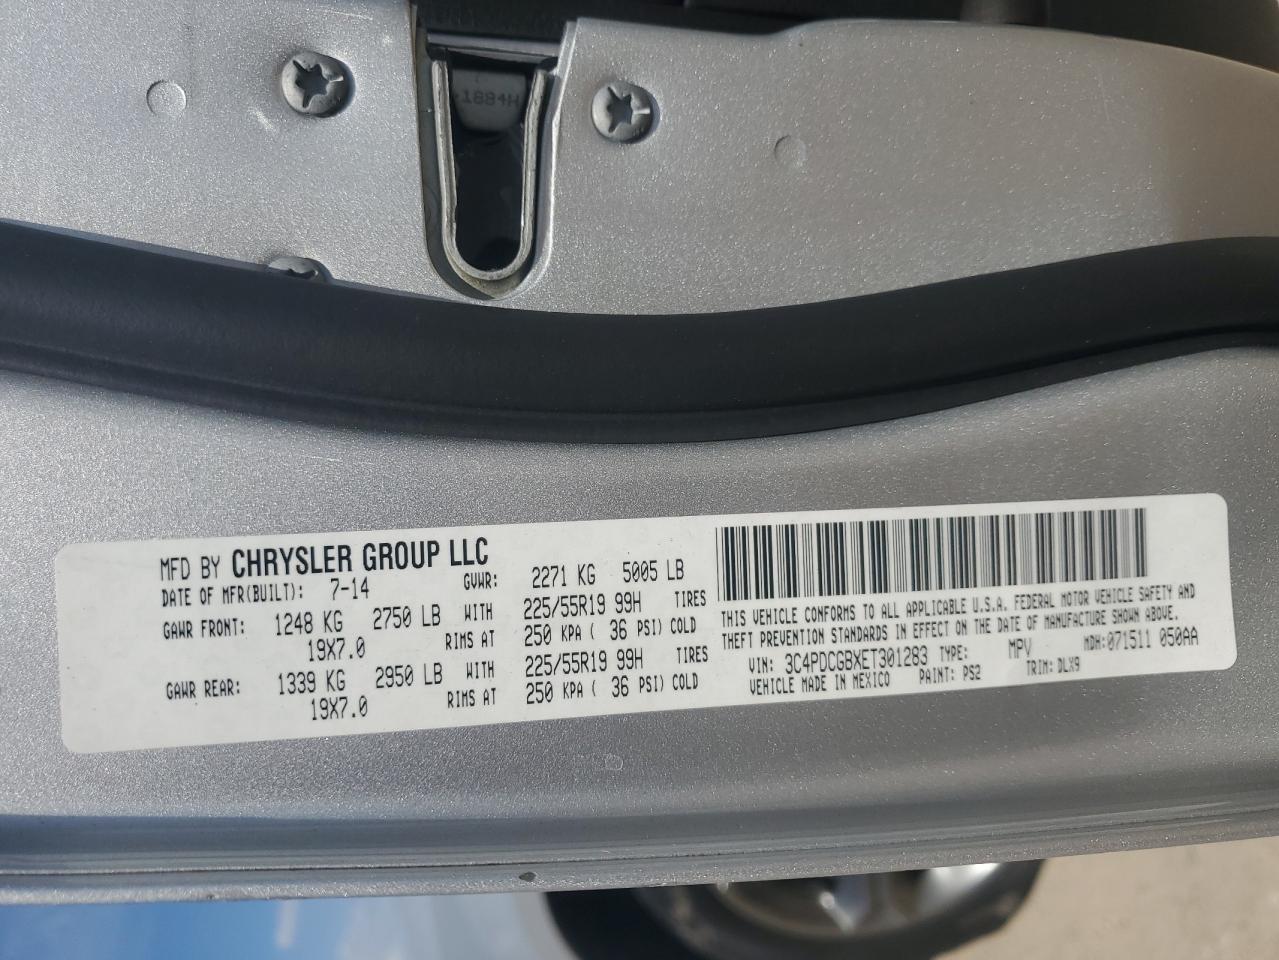 1884H
MFD BY CHRYSLER GROUP LLC
DATE OF MFR(BUILT): 7-14 GVWR: 2271 KG 5005 LB
GAWR FRONT: 1248 KG 2750 LB WITH 225/55R19 99H TIRES
19X7.0 RIMS AT 250 KPA ( 36 PSI) COLD
GAWR REAR: 1339 KG 2950 LB WITH 225/55R19 99H TIRES
19X7.0 RIMS AT 250 KPA ( 36 PSI) COLD
THIS VEHICLE CONFORMS TO ALL APPLICABLE U.S.A. FEDERAL MOTOR VEHICLE SAFETY AND
THEFT PREVENTION STANDARDS IN EFFECT ON THE DATE OF MANUFACTURE SHOWN ABOVE.
VIN: 3C4PDCGBXET301283 TYPE: MPV MDH:071511 050AA
VEHICLE MADE IN MEXICO PAINT: PS2 TRIM: DLX9